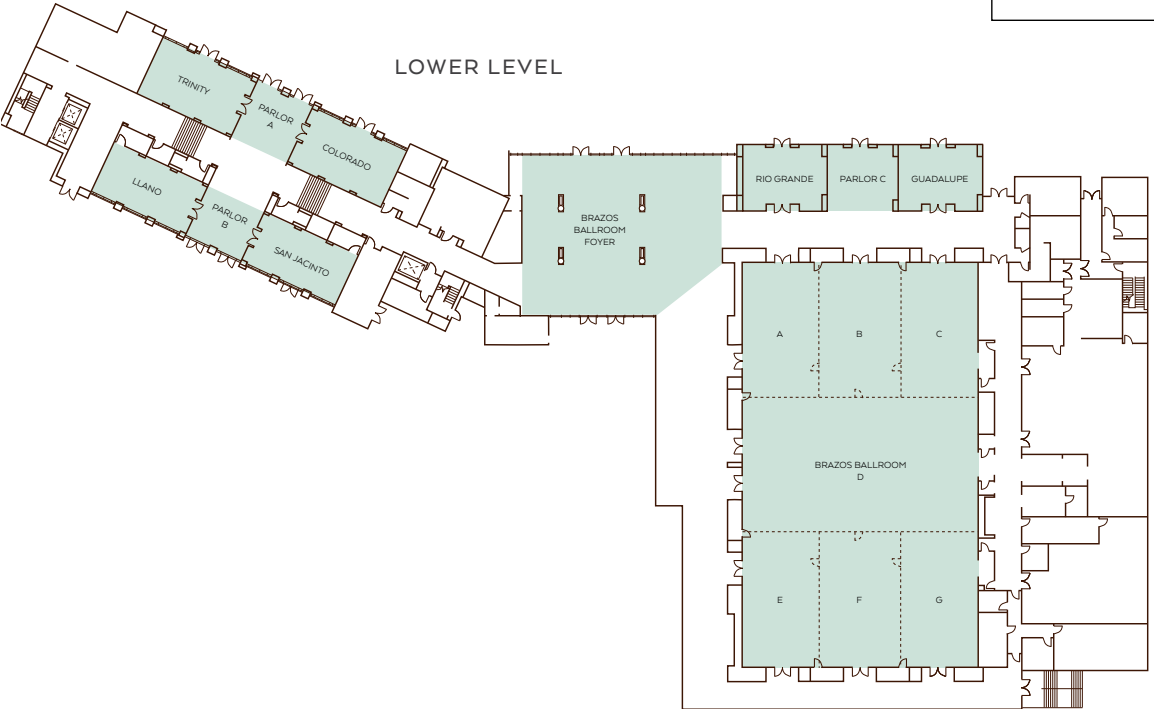 LOWER LEVEL
TRINITY
PARLOR
A
COLORADO
LLANO
PARLOR
B
SAN JACINTO
BRAZOS
BALLROOM
FOYER
RIO GRANDE
PARLOR C
GUADALUPE
A
B
C
BRAZOS BALLROOM
D
E
F
G